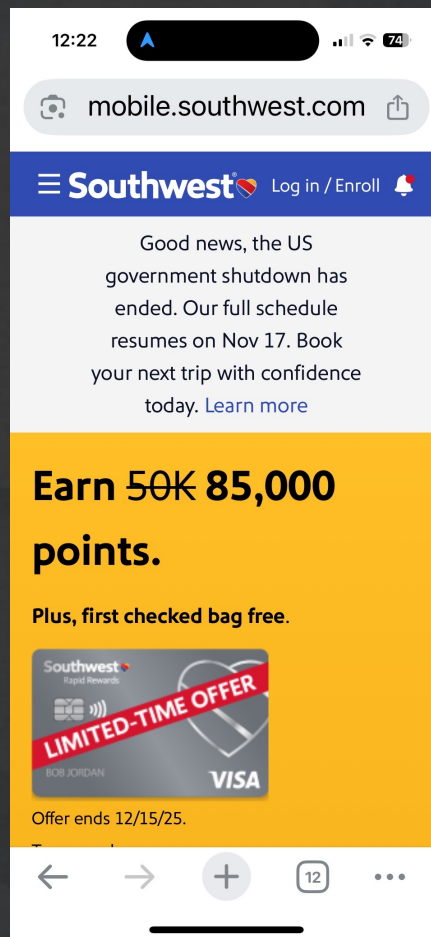 12:22
74
mobile.southwest.com
Southwest® Log in / Enroll
Good news, the US
government shutdown has
ended. Our full schedule
resumes on Nov 17. Book
your next trip with confidence
today. Learn more
Earn 50K 85,000
points.
Plus, first checked bag free.
Southwest
Rapid Rewards
LIMITED-TIME OFFER
BOB JORDAN
VISA
Offer ends 12/15/25.
12